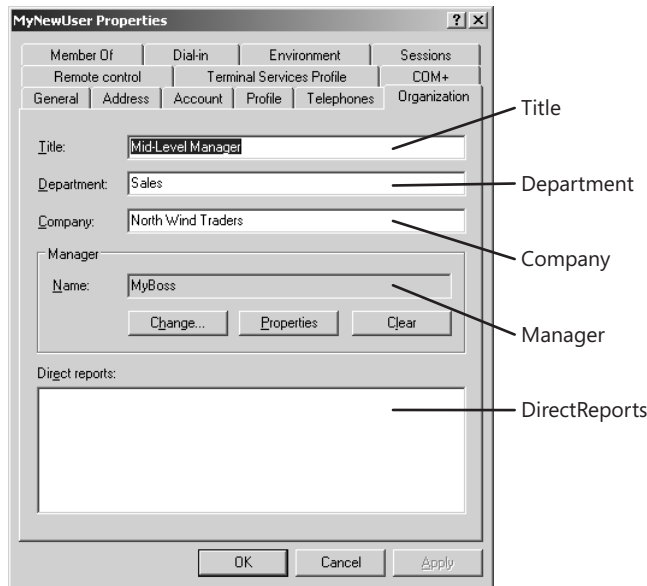 MyNewUser Properties
? ×
Member Of Dial-in Environment Sessions
Remote control Terminal Services Profile COM+
General Address Account Profile Telephones Organization
Title: Mid-Level Manager
Department: Sales
Company: North Wind Traders
Manager
Name: MyBoss
Change... Properties Clear
Direct reports:
OK Cancel Apply
Title
Department
Company
Manager
DirectReports